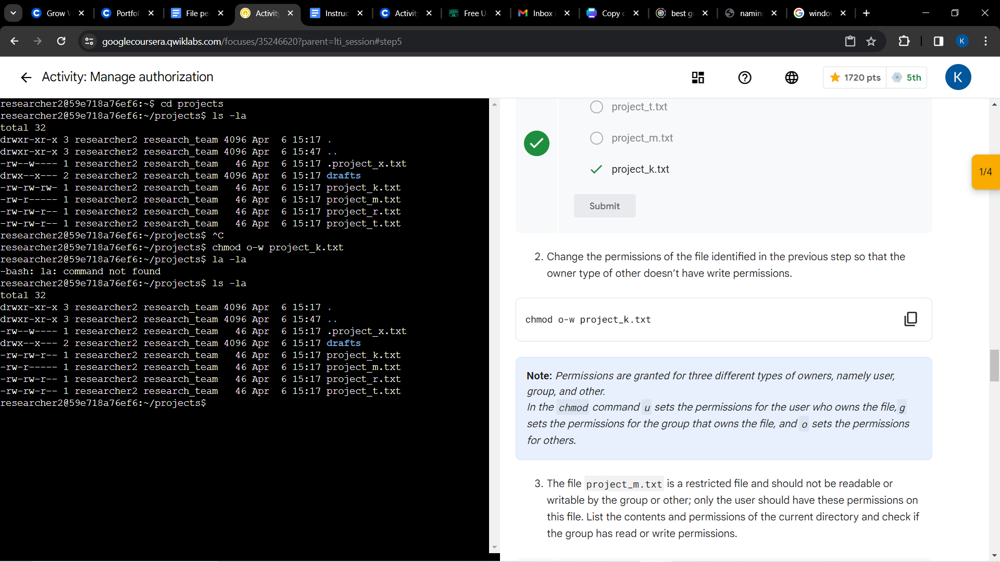 Grow
Portfol
File pe
Activity
Instruc
Activit
Free U
Inbox
Copy
best g
namin
windo
googlecoursera.qwiklabs.com/focuses/35246620?parent=lti_session#step5
K
Activity: Manage authorization
1720 pts
5th
K
researcher2@59e718a76ef6:~$ cd projects
researcher2@59e718a76ef6:~/projects$ ls -la
total 32
drwxr-xr-x 3 researcher2 research_team 4096 Apr  6 15:17 .
drwxr-xr-x 3 researcher2 research_team 4096 Apr  6 15:47 ..
-rw--w---- 1 researcher2 research_team   46 Apr  6 15:17 .project_x.txt
drwx--x--- 2 researcher2 research_team 4096 Apr  6 15:17 drafts
-rw-rw-rw- 1 researcher2 research_team   46 Apr  6 15:17 project_k.txt
-rw-r----- 1 researcher2 research_team   46 Apr  6 15:17 project_m.txt
-rw-rw-r-- 1 researcher2 research_team   46 Apr  6 15:17 project_r.txt
-rw-rw-r-- 1 researcher2 research_team   46 Apr  6 15:17 project_t.txt
researcher2@59e718a76ef6:~/projects$ ^C
researcher2@59e718a76ef6:~/projects$ chmod o-w project_k.txt
researcher2@59e718a76ef6:~/projects$ la -la
-bash: la: command not found
researcher2@59e718a76ef6:~/projects$ ls -la
total 32
drwxr-xr-x 3 researcher2 research_team 4096 Apr  6 15:17 .
drwxr-xr-x 3 researcher2 research_team 4096 Apr  6 15:47 ..
-rw--w---- 1 researcher2 research_team   46 Apr  6 15:17 .project_x.txt
drwx--x--- 2 researcher2 research_team 4096 Apr  6 15:17 drafts
-rw-rw-r-- 1 researcher2 research_team   46 Apr  6 15:17 project_k.txt
-rw-r----- 1 researcher2 research_team   46 Apr  6 15:17 project_m.txt
-rw-rw-r-- 1 researcher2 research_team   46 Apr  6 15:17 project_r.txt
-rw-rw-r-- 1 researcher2 research_team   46 Apr  6 15:17 project_t.txt
researcher2@59e718a76ef6:~/projects$
project_t.txt
project_m.txt
project_k.txt
Submit
1/4
2. Change the permissions of the file identified in the previous step so that the
owner type of other doesn’t have write permissions.
chmod o-w project_k.txt
Note: Permissions are granted for three different types of owners, namely user,
group, and other.
In the chmod command u sets the permissions for the user who owns the file, g
sets the permissions for the group that owns the file, and o sets the permissions
for others.
3. The file project_m.txt is a restricted file and should not be readable or
writable by the group or other; only the user should have these permissions on
this file. List the contents and permissions of the current directory and check if
the group has read or write permissions.